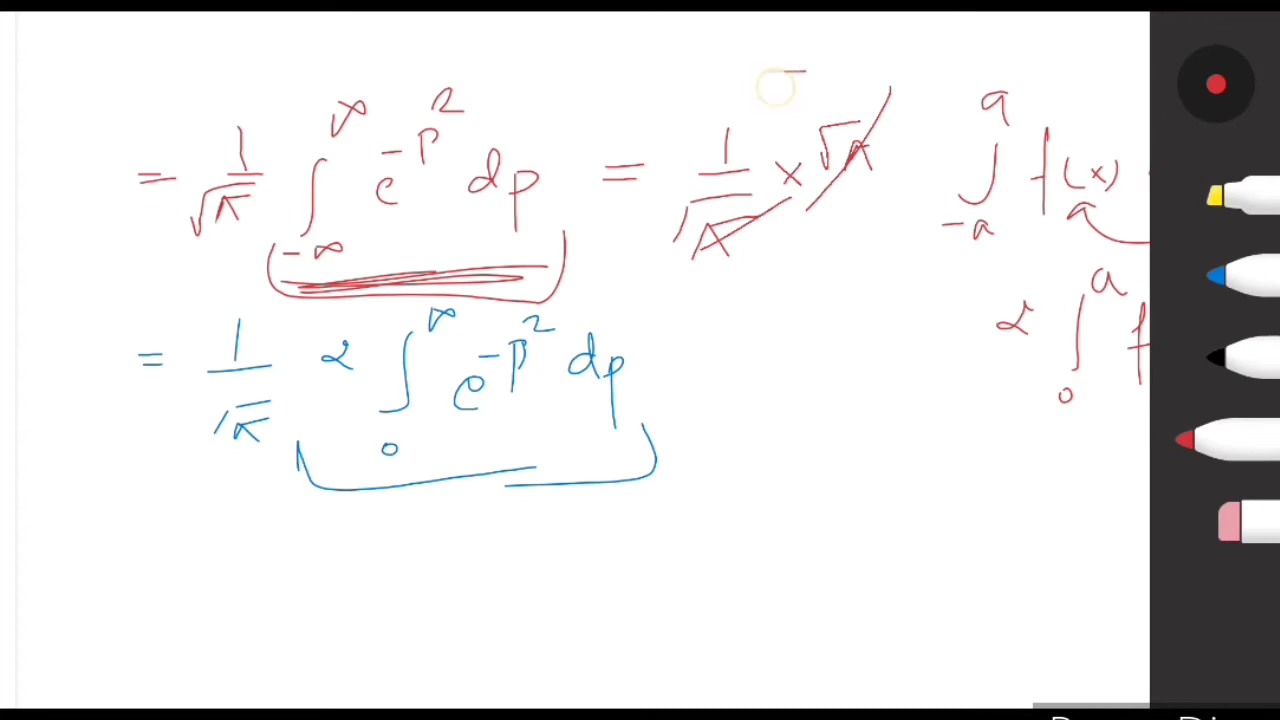 = 1/√π ∫_{-∞}^{∞} e^{-p²} dp = 1/√π × √π
∫_{-a}^{a} f(x)
= 1/√π 2 ∫_{0}^{∞} e^{-p²} dp
2 ∫_{0}^{a} f